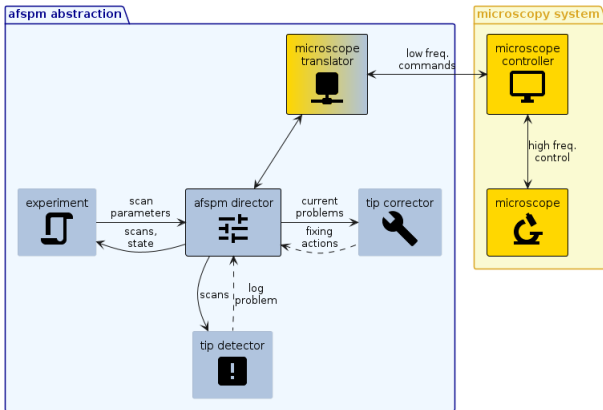 afspm abstraction
microscopy system
microscope
translator
low freq.
commands
microscope
controller
high freq.
control
experiment
scan
parameters
scans,
state
afspm director
current
problems
fixing
actions
tip corrector
microscope
scans
log
problem
tip detector